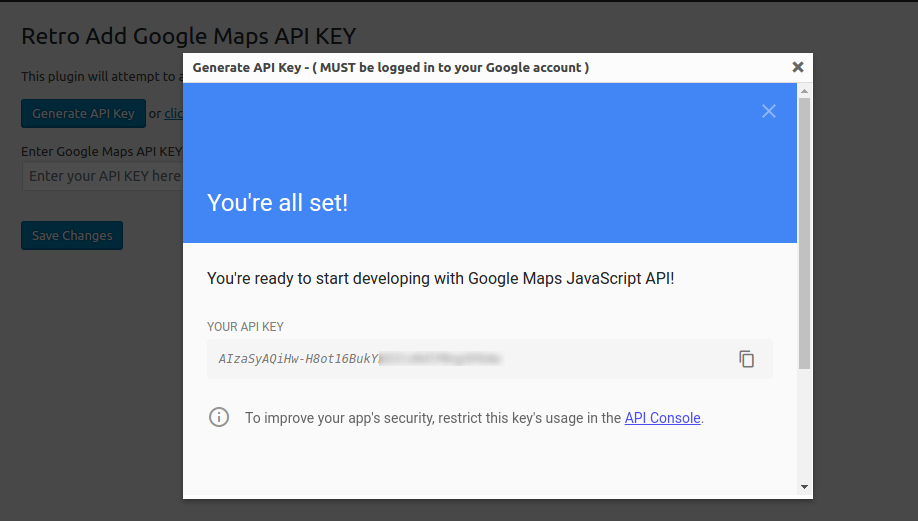 Retro Add Google Maps API KEY
This plugin will attempt to a
Generate API Key or clic
Enter Google Maps API KEY
Enter your API KEY here
Save Changes
Generate API Key - ( MUST be logged in to your Google account )
You're all set!
You're ready to start developing with Google Maps JavaScript API!
YOUR API KEY
AIzaSyAQiHw-H8ot16BukY
To improve your app's security, restrict this key's usage in the API Console.